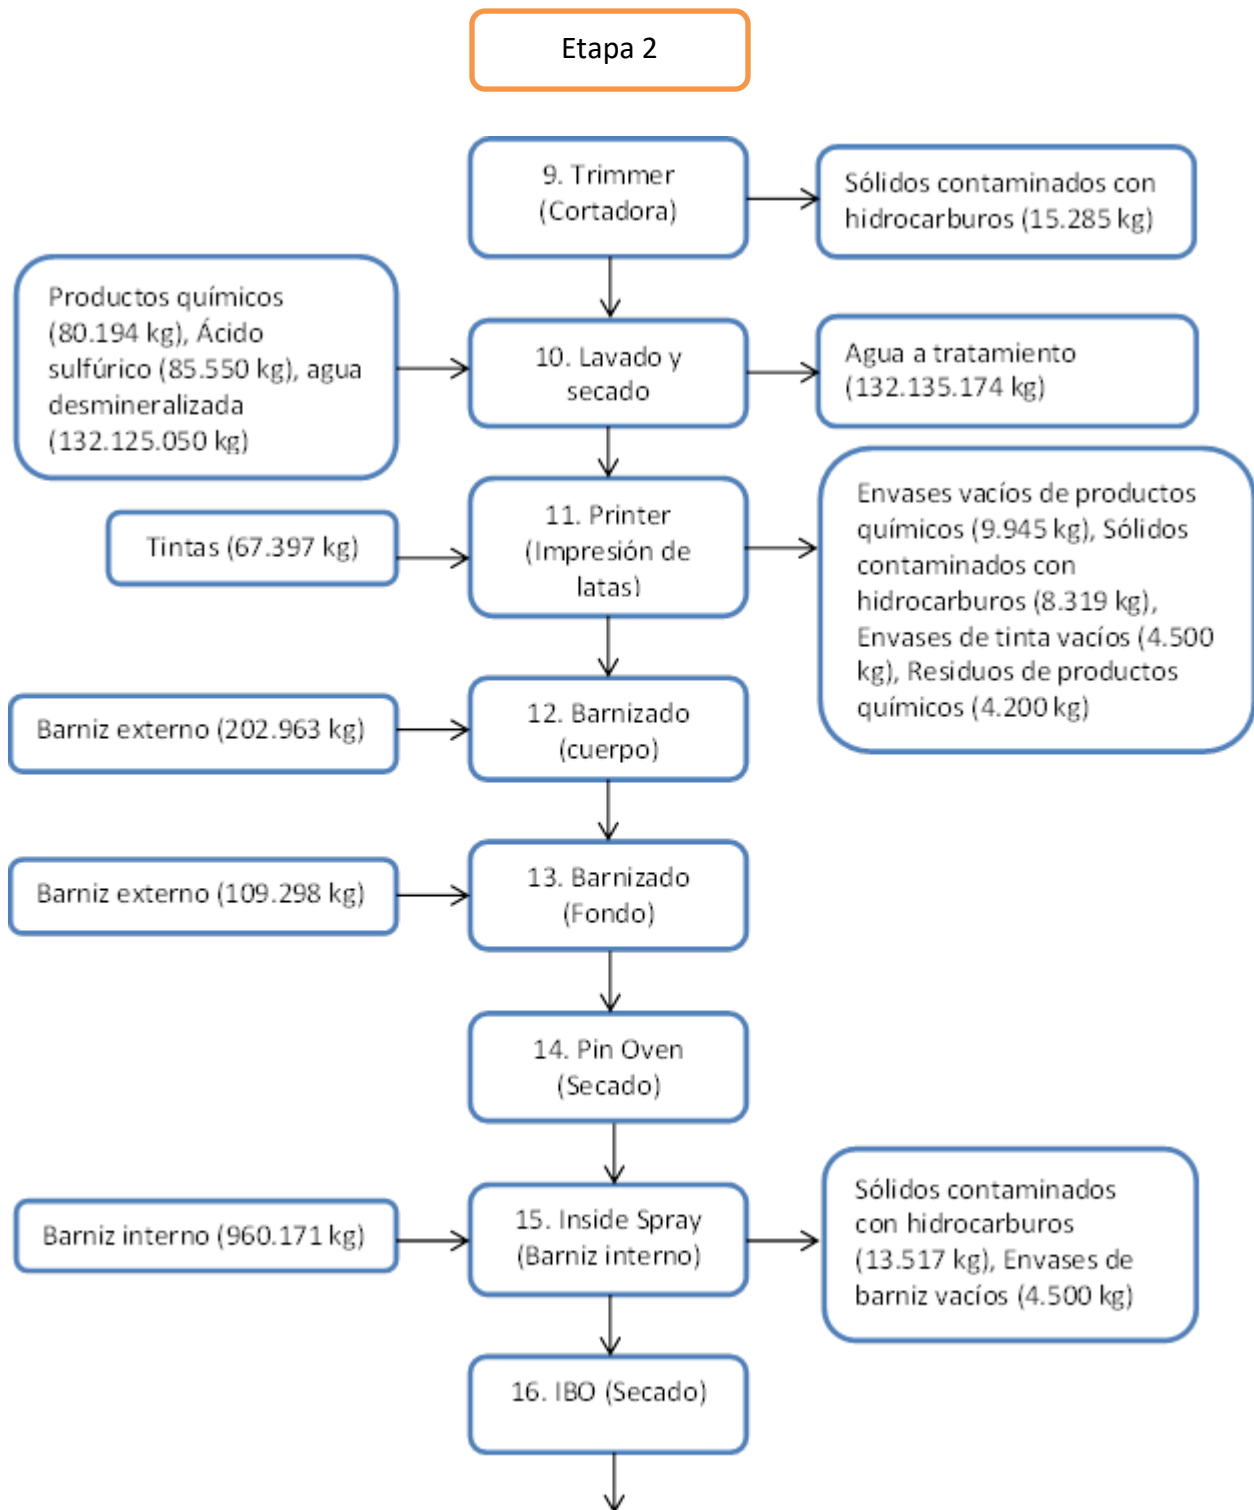 Etapa 2
9. Trimmer
(Cortadora)
Sólidos contaminados con
hidrocarburos (15.285 kg)
Productos químicos
(80.194 kg), Ácido
sulfúrico (85.550 kg), agua
desmineralizada
(132.125.050 kg)
10. Lavado y
secado
Agua a tratamiento
(132.135.174 kg)
Tintas (67.397 kg)
11. Printer
(Impresión de
latas)
Envases vacíos de productos
químicos (9.945 kg), Sólidos
contaminados con
hidrocarburos (8.319 kg),
Envases de tinta vacíos (4.500
kg), Residuos de productos
químicos (4.200 kg)
Barniz externo (202.963 kg)
12. Barnizado
(cuerpo)
Barniz externo (109.298 kg)
13. Barnizado
(Fondo)
14. Pin Oven
(Secado)
Barniz interno (960.171 kg)
15. Inside Spray
(Barniz interno)
Sólidos contaminados
con hidrocarburos
(13.517 kg), Envases de
barniz vacíos (4.500 kg)
16. IBO (Secado)